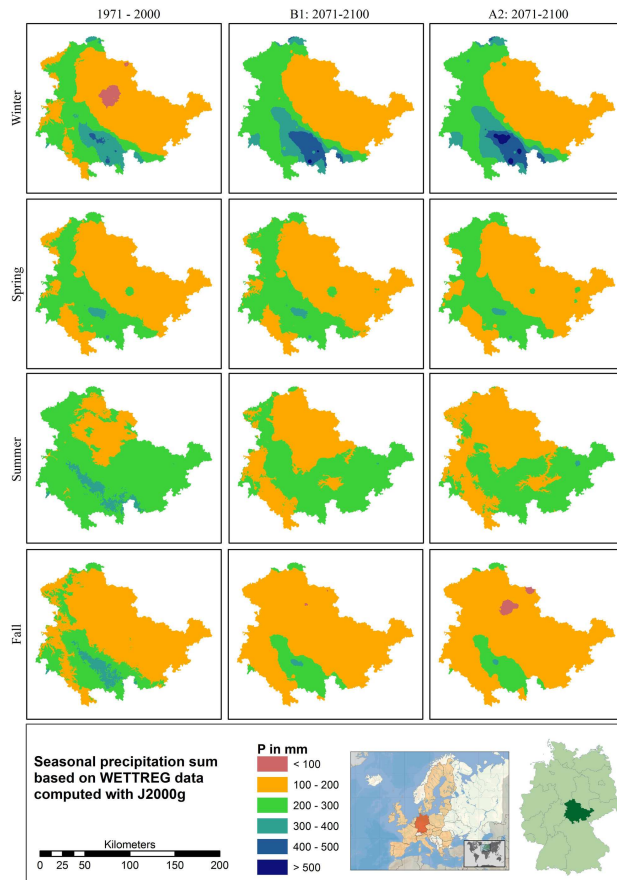 1971 - 2000
B1: 2071-2100
A2: 2071-2100
Winter
Spring
Summer
Fall
Seasonal precipitation sum
based on WETTREG data
computed with J2000g
Kilometers
0 25 50 100 150 200
P in mm
< 100
100 - 200
200 - 300
300 - 400
400 - 500
> 500